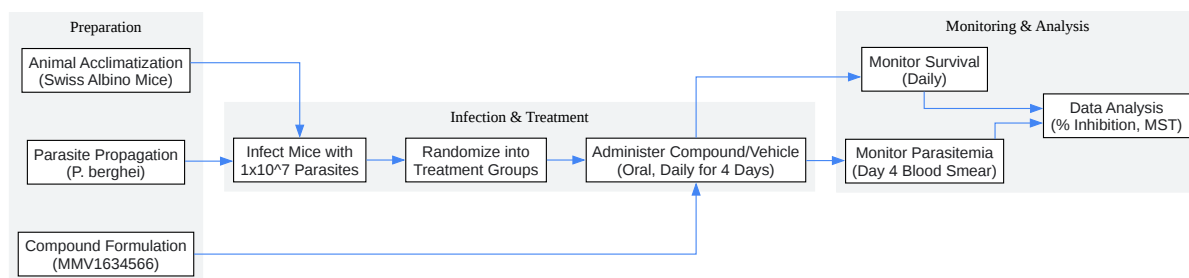 Preparation
Animal Acclimatization
(Swiss Albino Mice)
Parasite Propagation
(P. berghei)
Compound Formulation
(MMV1634566)
Infection & Treatment
Infect Mice with
1x10^7 Parasites
Randomize into
Treatment Groups
Administer Compound/Vehicle
(Oral, Daily for 4 Days)
Monitoring & Analysis
Monitor Survival
(Daily)
Monitor Parasitemia
(Day 4 Blood Smear)
Data Analysis
(% Inhibition, MST)